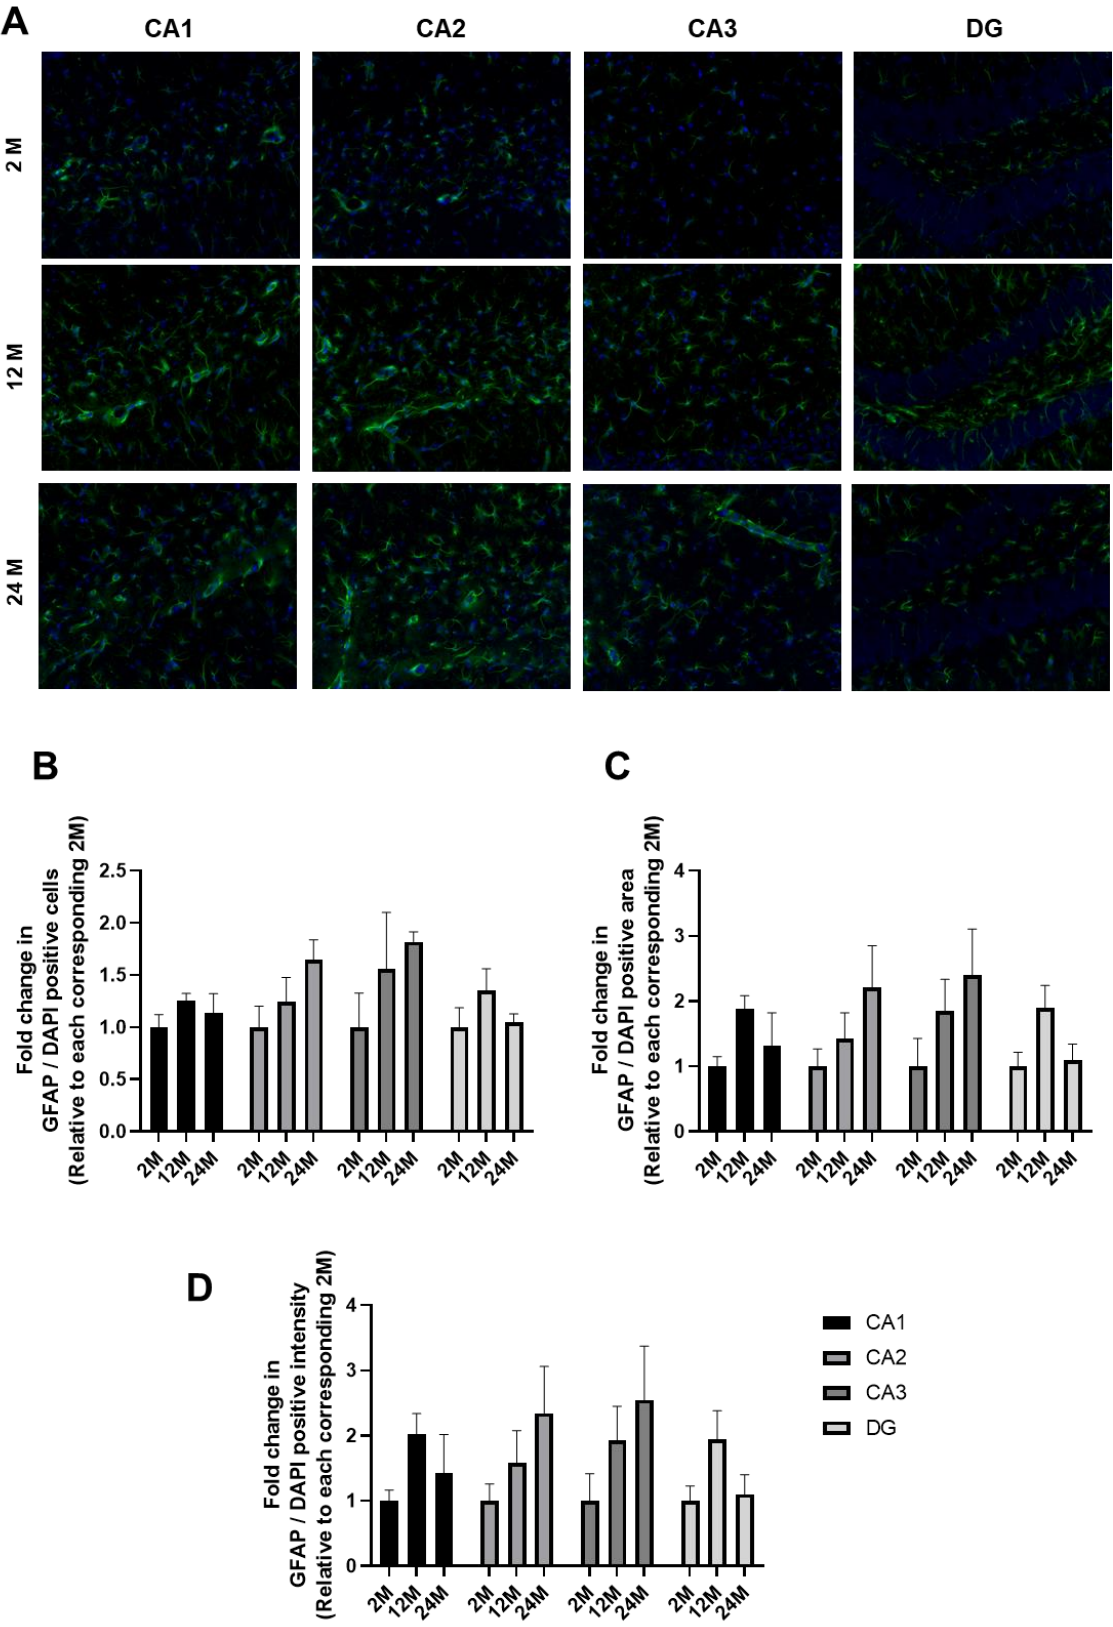 A
CA1 CA2 CA3 DG
2 M
12 M
24 M
B
Fold change in
GFAP / DAPI positive cells
(Relative to each corresponding 2M)
2.5
2.0
1.5
1.0
0.5
0.0
2M 12M 24M 2M 12M 24M 2M 12M 24M 2M 12M 24M
C
Fold change in
GFAP / DAPI positive area
(Relative to each corresponding 2M)
4
3
2
1
0
2M 12M 24M 2M 12M 24M 2M 12M 24M 2M 12M 24M
D
Fold change in
GFAP / DAPI positive intensity
(Relative to each corresponding 2M)
4
3
2
1
0
2M 12M 24M 2M 12M 24M 2M 12M 24M 2M 12M 24M
CA1
CA2
CA3
DG